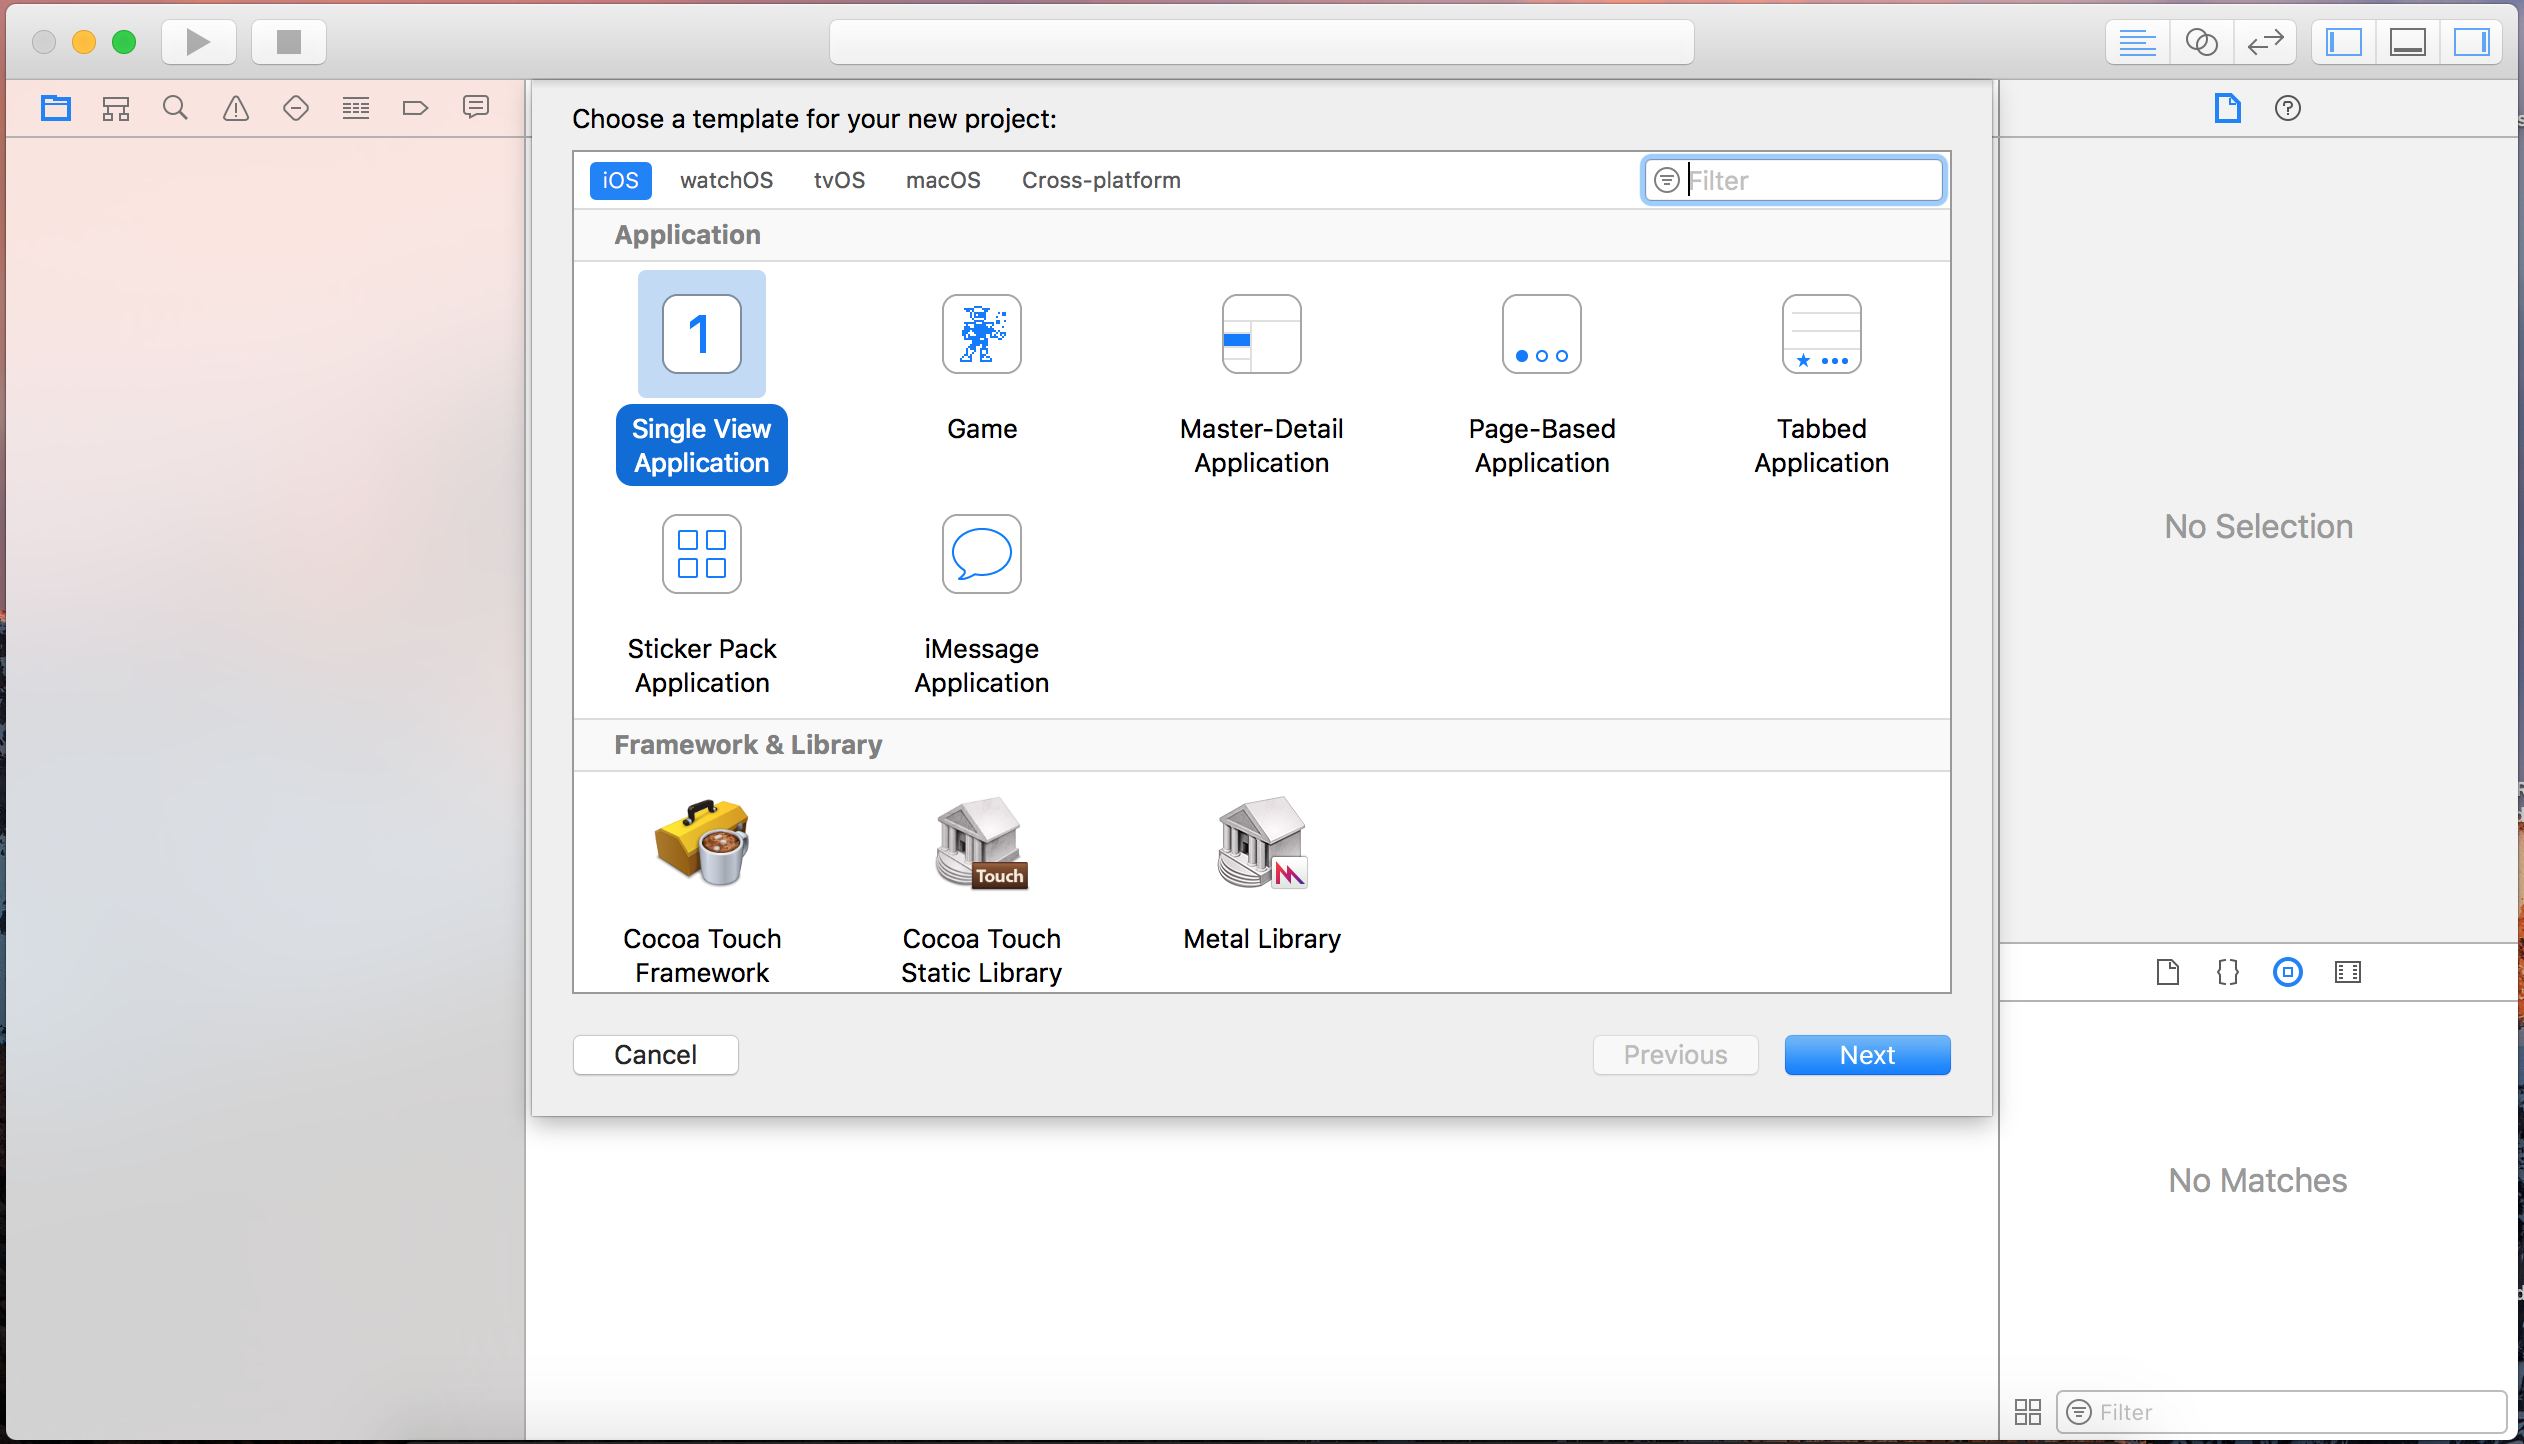 Choose a template for your new project:
iOS watchOS tvOS macOS Cross-platform Filter
Application
1
Single View Application
Game
Master-Detail Application
Page-Based Application
Tabbed Application
Sticker Pack Application
iMessage Application
Framework & Library
Touch
Cocoa Touch Framework
Cocoa Touch Static Library
Metal Library
Cancel Previous Next
No Selection
No Matches
Filter